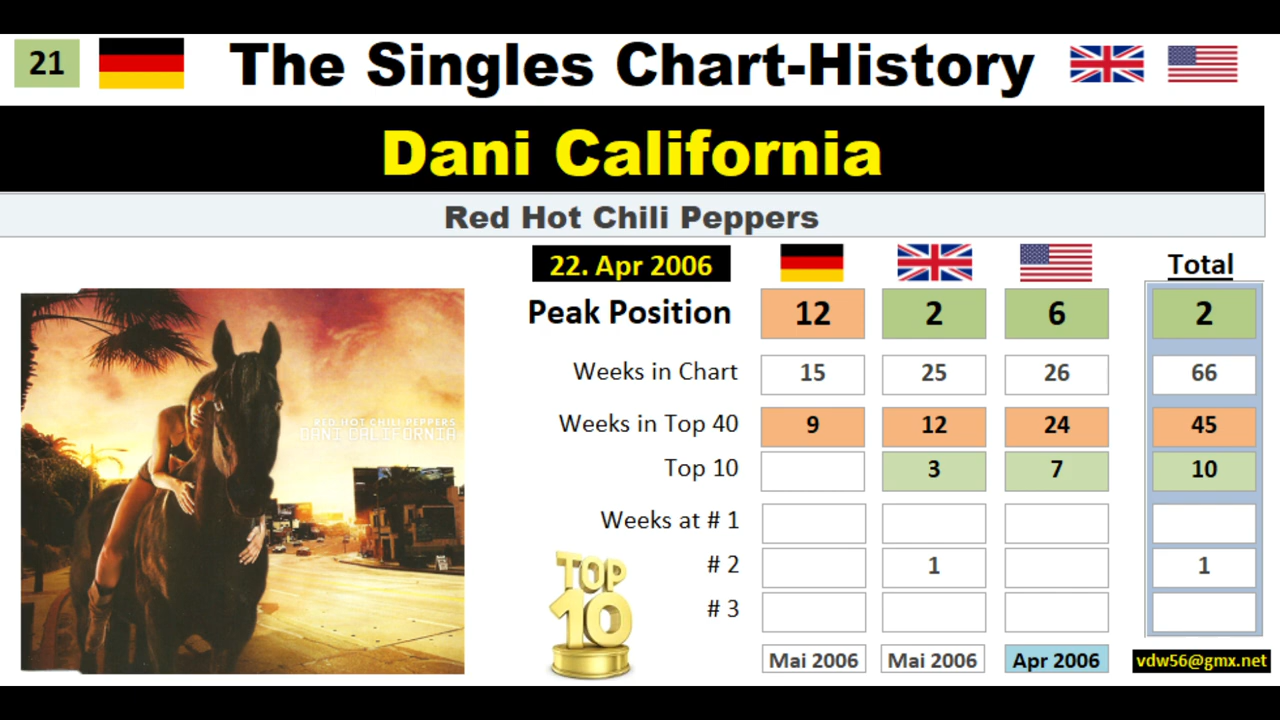 21 The Singles Chart-History
Dani California
Red Hot Chili Peppers
22. Apr 2006 Total
Peak Position 12 2 6 2
Weeks in Chart 15 25 26 66
Weeks in Top 40 9 12 24 45
Top 10 3 7 10
Weeks at # 1
# 2 1 1
# 3
RED HOT CHILI PEPPERS
DANI CALIFORNIA
TOP
10
Mai 2006 Mai 2006 Apr 2006 vdw56@gmx.net